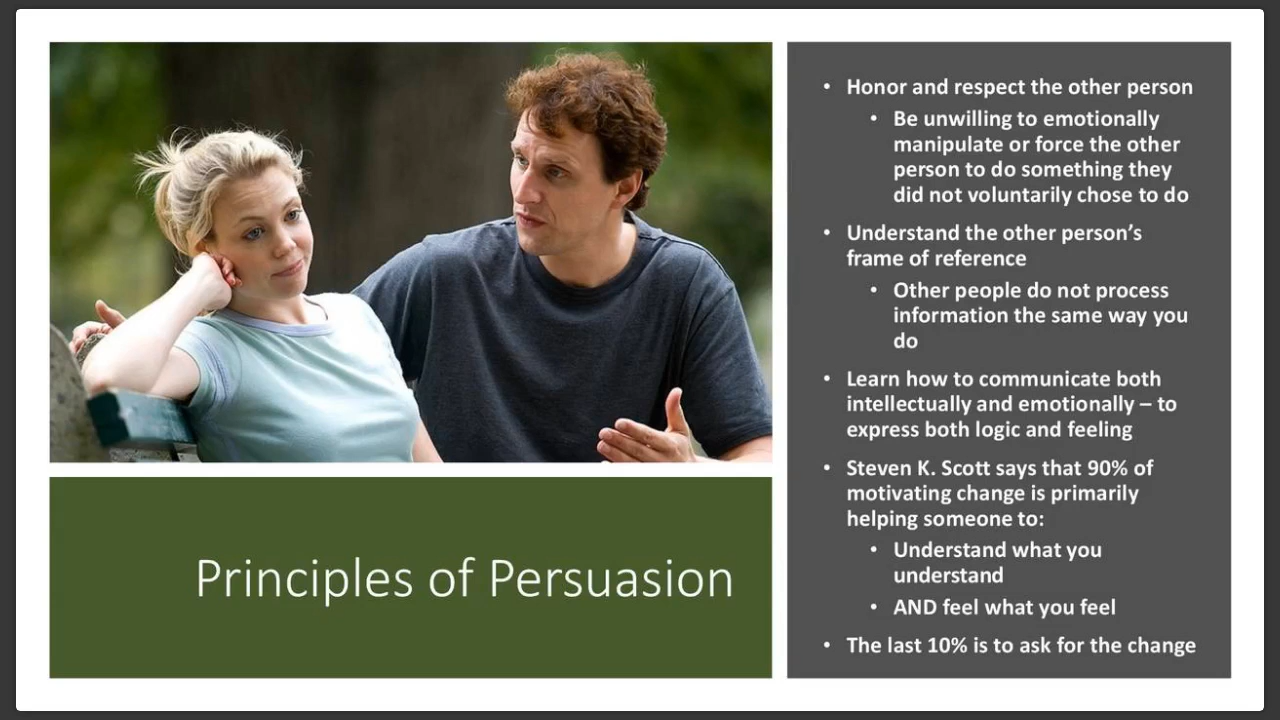 Principles of Persuasion
• Honor and respect the other person
• Be unwilling to emotionally
manipulate or force the other
person to do something they
did not voluntarily chose to do
• Understand the other person's
frame of reference
• Other people do not process
information the same way you
do
• Learn how to communicate both
intellectually and emotionally – to
express both logic and feeling
• Steven K. Scott says that 90% of
motivating change is primarily
helping someone to:
• Understand what you
understand
• AND feel what you feel
• The last 10% is to ask for the change